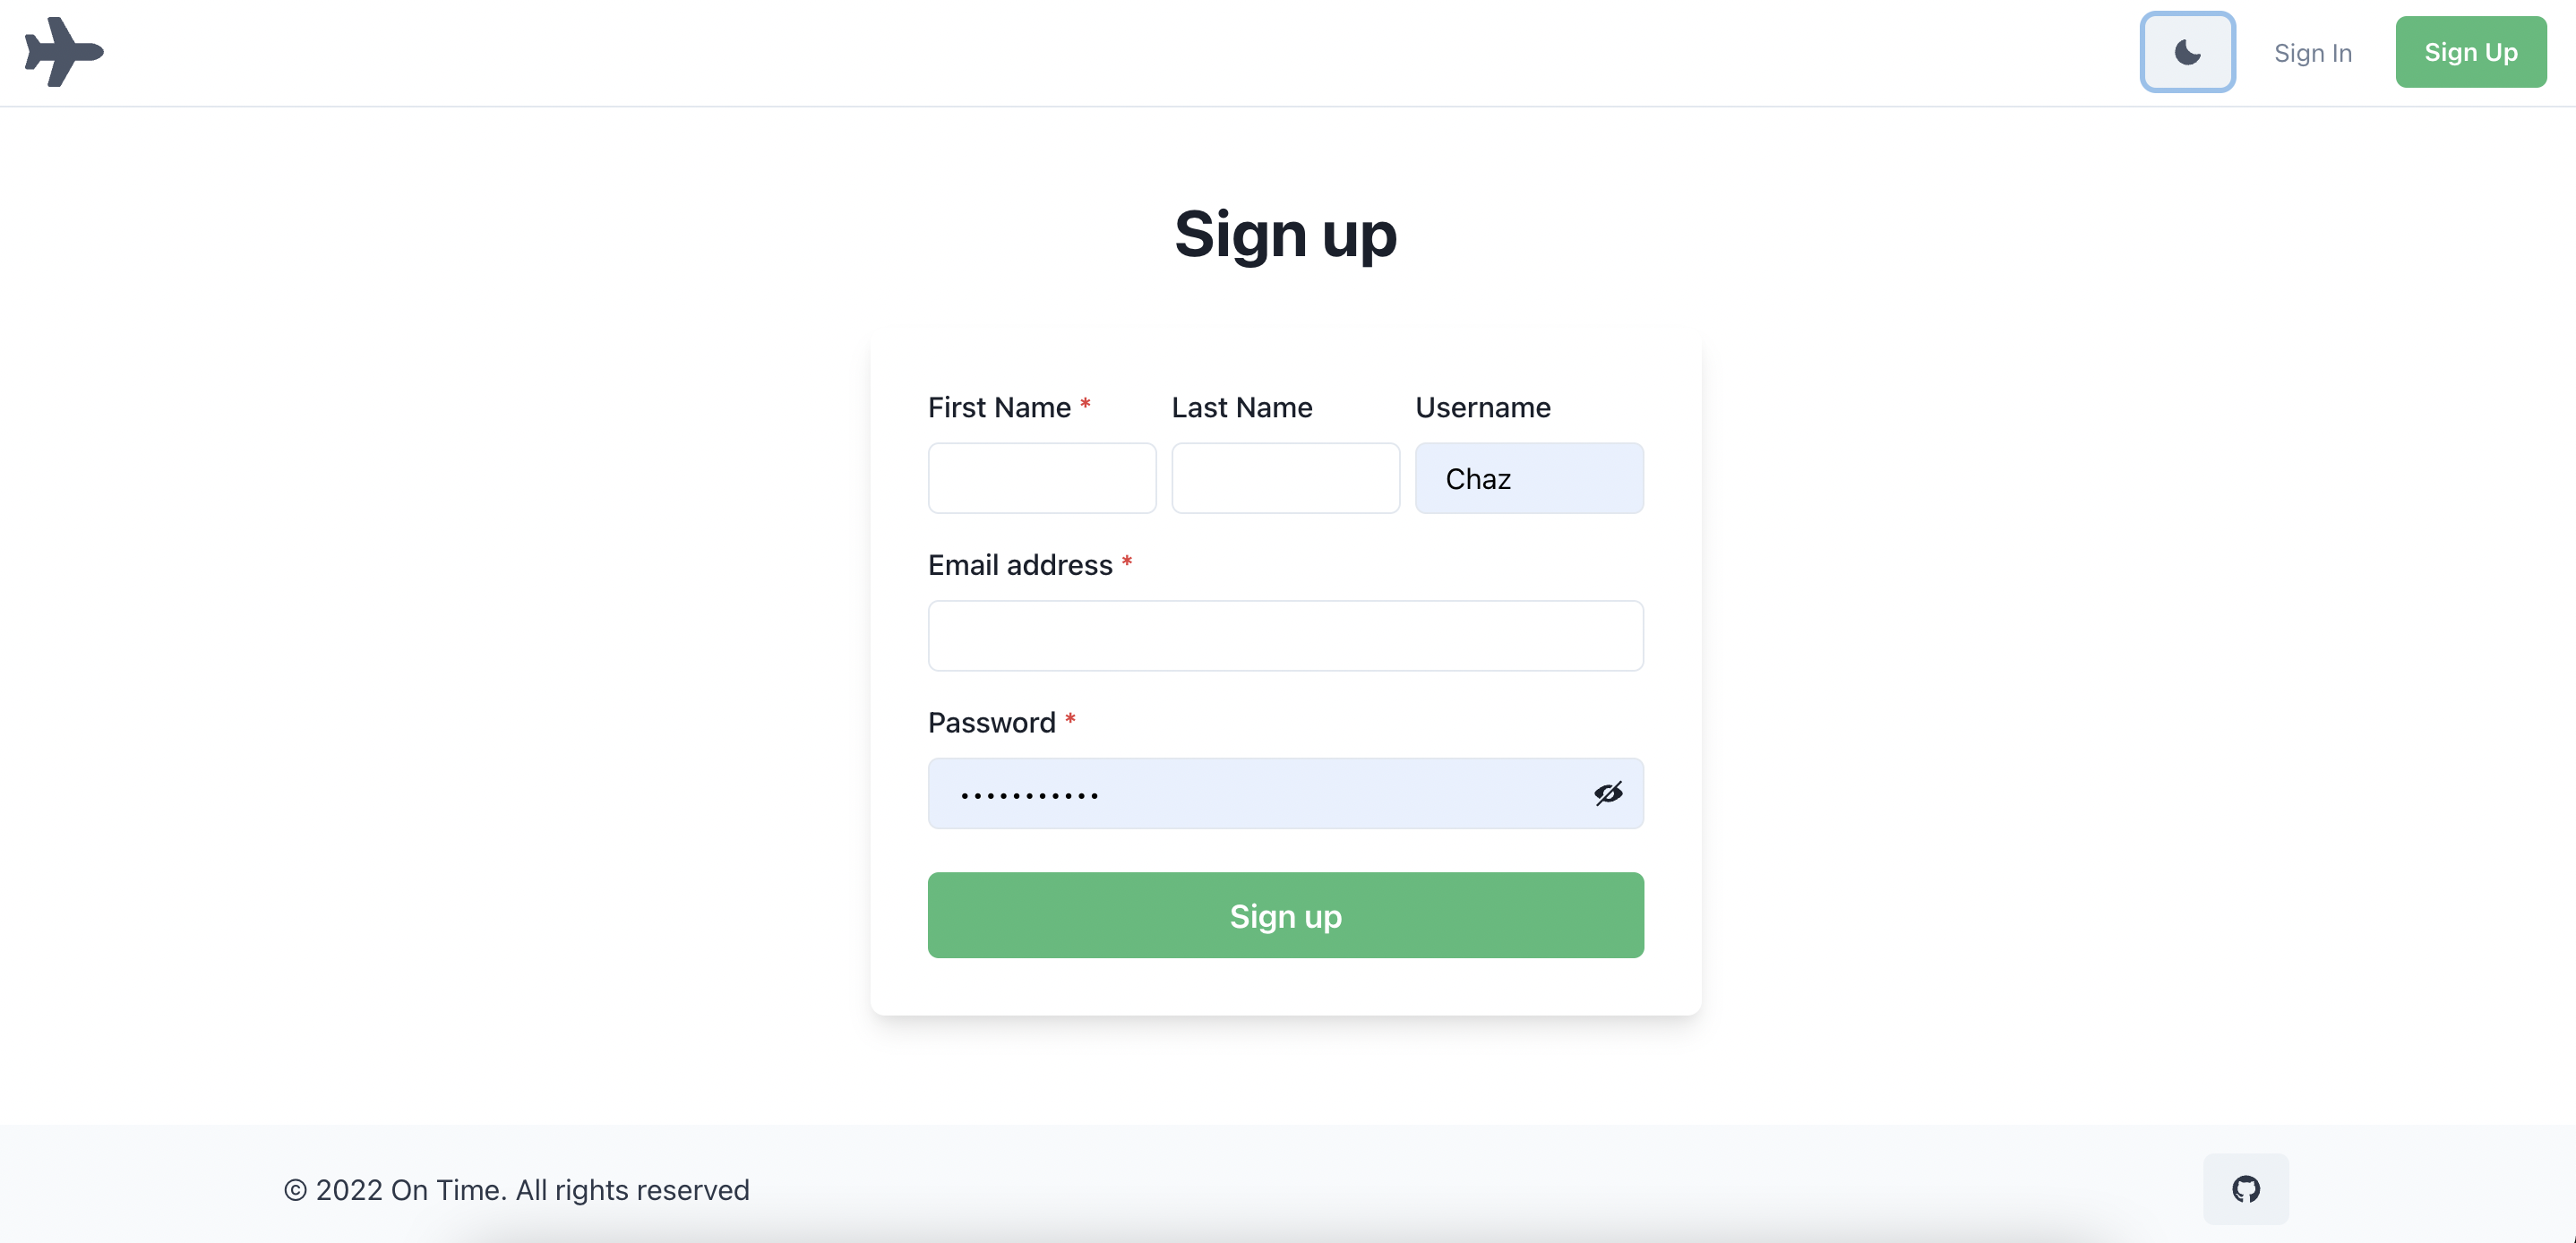 Sign In
Sign Up
Sign up
First Name *
Last Name
Username
Chaz
Email address *
Password *
•••••••••••
Sign up
© 2022 On Time. All rights reserved